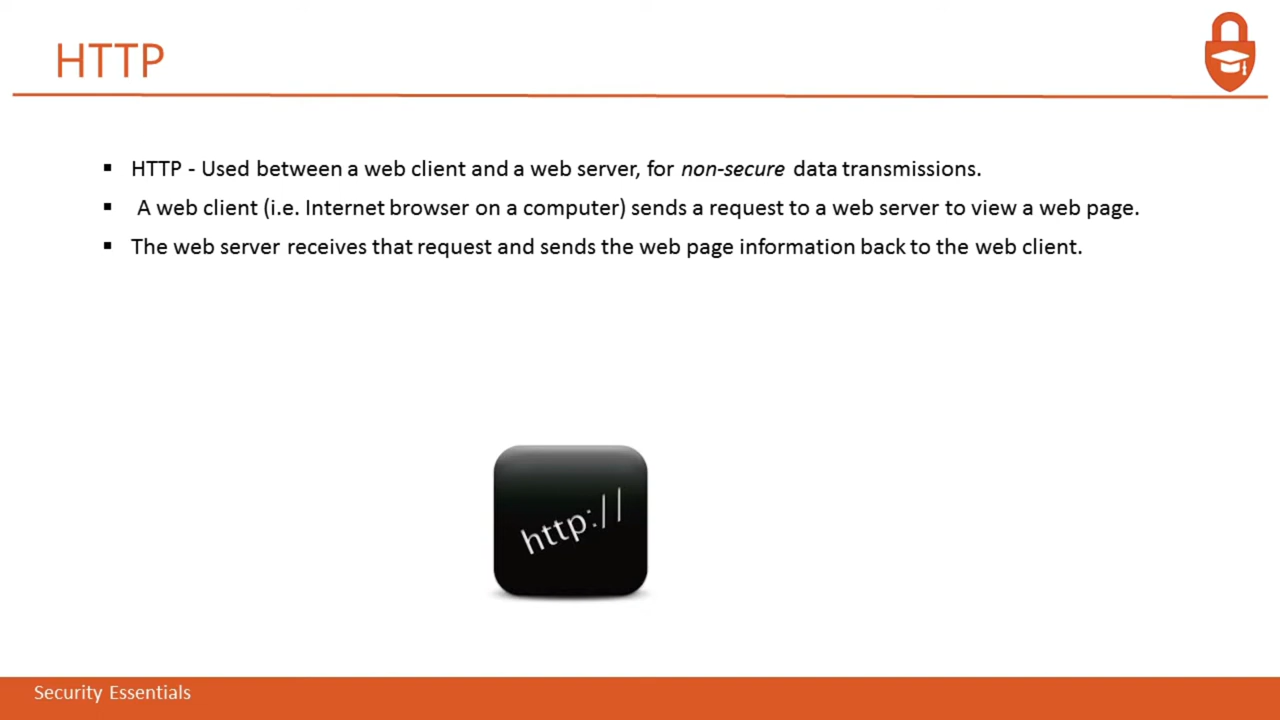 HTTP
▪ HTTP - Used between a web client and a web server, for non-secure data transmissions.
▪ A web client (i.e. Internet browser on a computer) sends a request to a web server to view a web page.
▪ The web server receives that request and sends the web page information back to the web client.
http://
Security Essentials